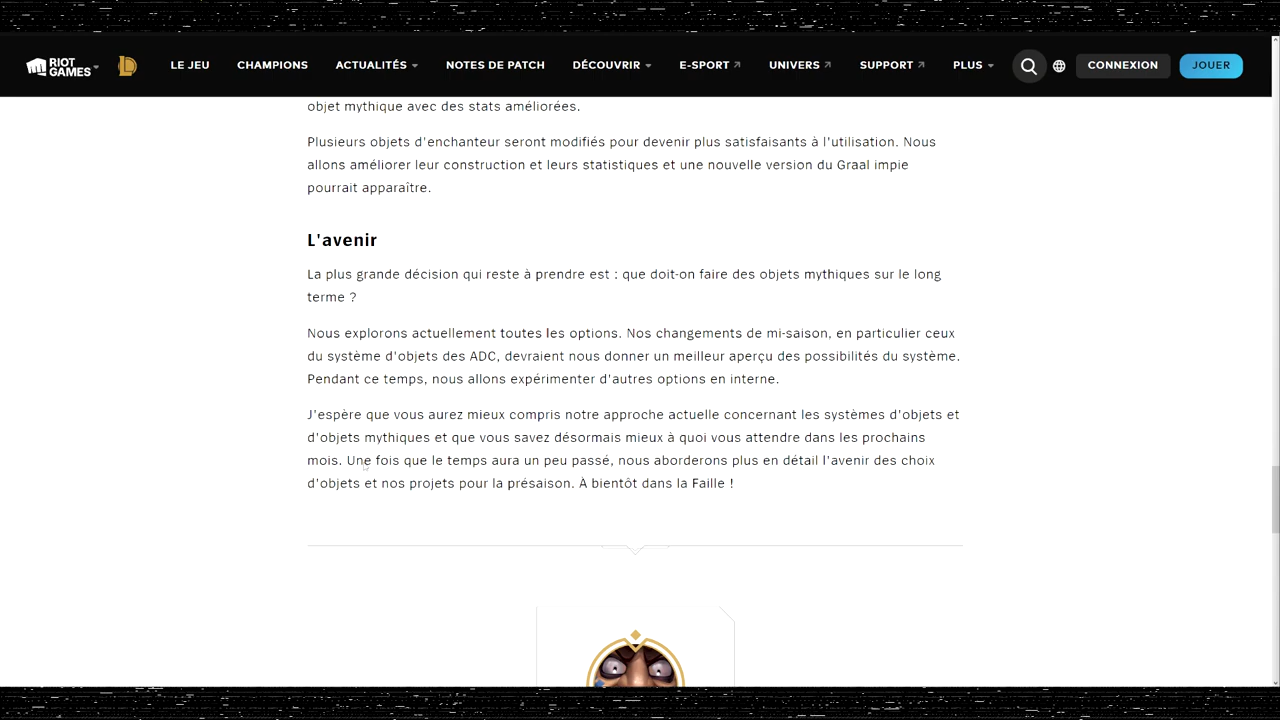 RIOT GAMES LE JEU CHAMPIONS ACTUALITÉS NOTES DE PATCH DÉCOUVRIR E-SPORT UNIVERS SUPPORT PLUS CONNEXION JOUER
objet mythique avec des stats améliorées.
Plusieurs objets d'enchanteur seront modifiés pour devenir plus satisfaisants à l'utilisation. Nous
allons améliorer leur construction et leurs statistiques et une nouvelle version du Graal impie
pourrait apparaître.
L'avenir
La plus grande décision qui reste à prendre est : que doit-on faire des objets mythiques sur le long
terme ?
Nous explorons actuellement toutes les options. Nos changements de mi-saison, en particulier ceux
du système d'objets des ADC, devraient nous donner un meilleur aperçu des possibilités du système.
Pendant ce temps, nous allons expérimenter d'autres options en interne.
J'espère que vous aurez mieux compris notre approche actuelle concernant les systèmes d'objets et
d'objets mythiques et que vous savez désormais mieux à quoi vous attendre dans les prochains
mois. Une fois que le temps aura un peu passé, nous aborderons plus en détail l'avenir des choix
d'objets et nos projets pour la présaison. À bientôt dans la Faille !